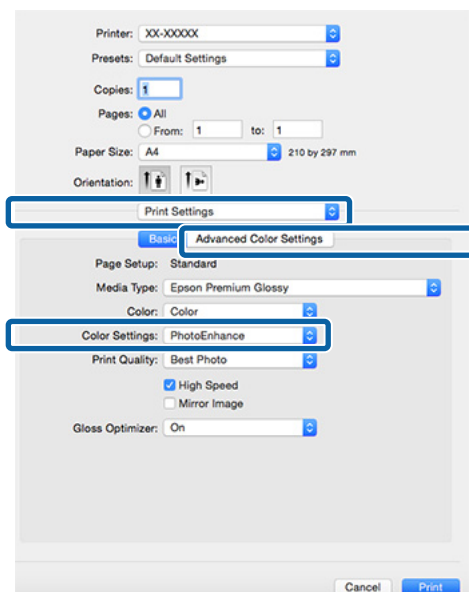 Printer: XX-XXXXX
Presets: Default Settings
Copies: 1
Pages: All
From: 1 to: 1
Paper Size: A4 210 by 297 mm
Orientation:
Print Settings
Basic Advanced Color Settings
Page Setup: Standard
Media Type: Epson Premium Glossy
Color: Color
Color Settings: PhotoEnhance
Print Quality: Best Photo
High Speed
Mirror Image
Gloss Optimizer: On
Cancel Print